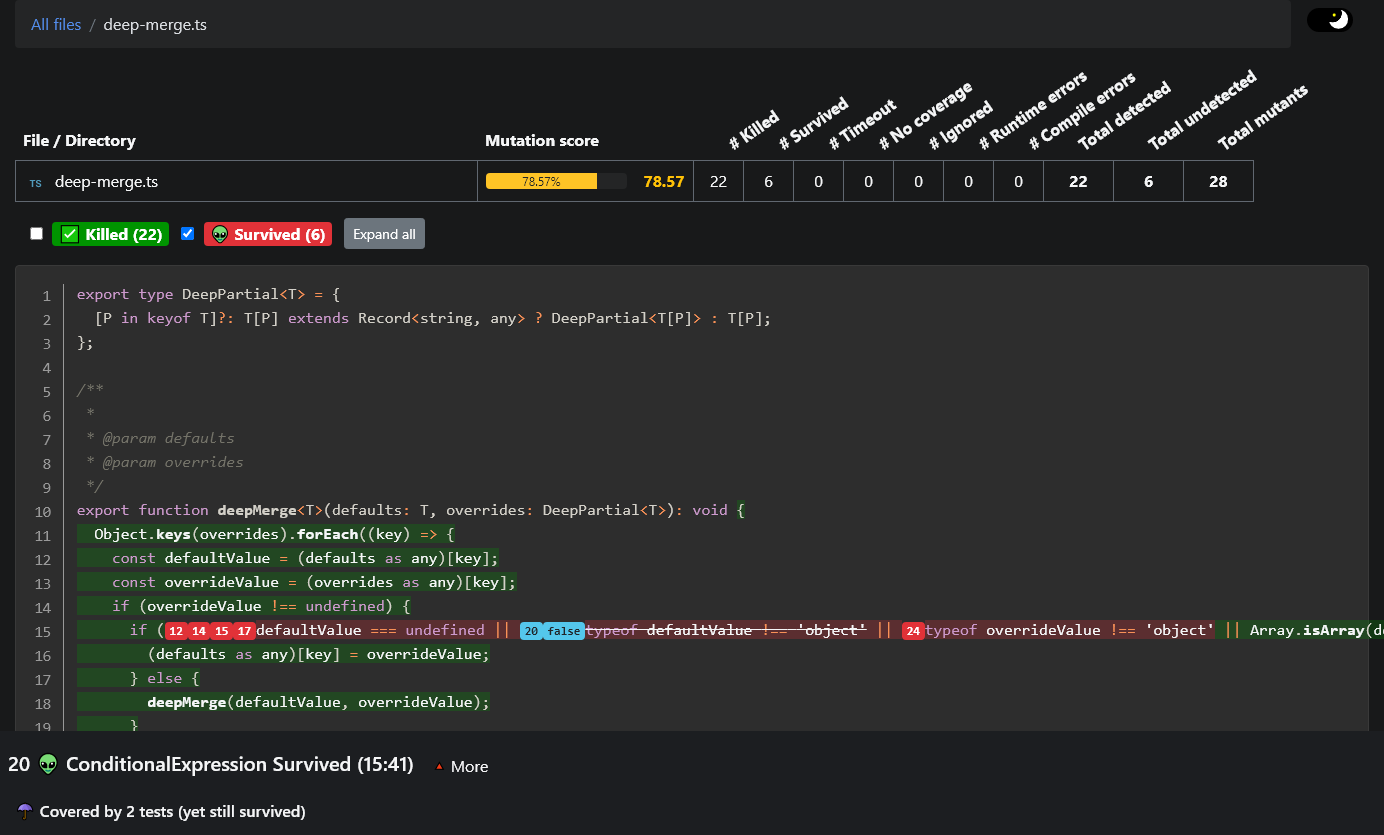 All files / deep-merge.ts
File / Directory Mutation score # Killed # Survived # Timeout # No coverage # Ignored # Runtime errors # Compile errors Total detected Total undetected Total mutants
TS deep-merge.ts 78.57% 78.57 22 6 0 0 0 0 0 22 6 28
Killed (22) Survived (6) Expand all
1 export type DeepPartial<T> = {
2 [P in keyof T]?: T[P] extends Record<string, any> ? DeepPartial<T[P]> : T[P];
3 };
4
5 /**
6 *
7 * @param defaults
8 * @param overrides
9 */
10 export function deepMerge<T>(defaults: T, overrides: DeepPartial<T>): void {
11 Object.keys(overrides).forEach((key) => {
12 const defaultValue = (defaults as any)[key];
13 const overrideValue = (overrides as any)[key];
14 if (overrideValue !== undefined) {
15 if (12 14 15 17 defaultValue === undefined || 20 false typeof defaultValue !== 'object' || 24 typeof overrideValue !== 'object' || Array.isArray(de
16 (defaults as any)[key] = overrideValue;
17 } else {
18 deepMerge(defaultValue, overrideValue);
19 }
20 ConditionalExpression Survived (15:41) More
Covered by 2 tests (yet still survived)